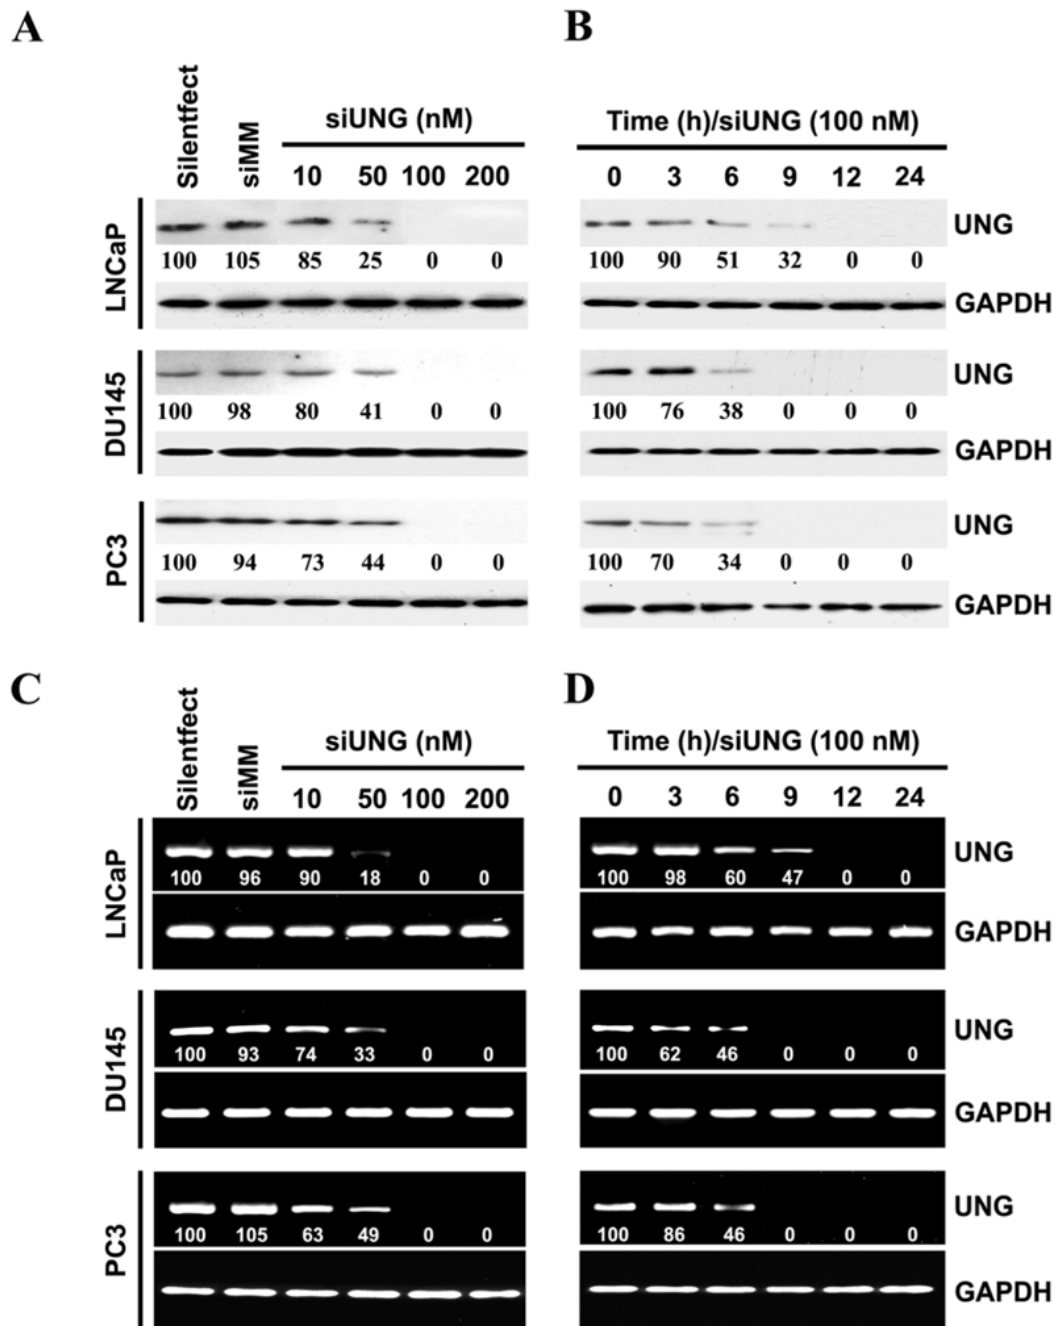 A
Silentfect
siMM
siUNG (nM)
10 50 100 200
LNCaP
100 105 85 25 0 0
DU145
100 98 80 41 0 0
PC3
100 94 73 44 0 0
B
Time (h)/siUNG (100 nM)
0 3 6 9 12 24
UNG
100 90 51 32 0 0
GAPDH
UNG
100 76 38 0 0 0
GAPDH
UNG
100 70 34 0 0 0
GAPDH
C
Silentfect
siMM
siUNG (nM)
10 50 100 200
LNCaP
100 96 90 18 0 0
DU145
100 93 74 33 0 0
PC3
100 105 63 49 0 0
D
Time (h)/siUNG (100 nM)
0 3 6 9 12 24
UNG
100 98 60 47 0 0
GAPDH
UNG
100 62 46 0 0 0
GAPDH
UNG
100 86 46 0 0 0
GAPDH